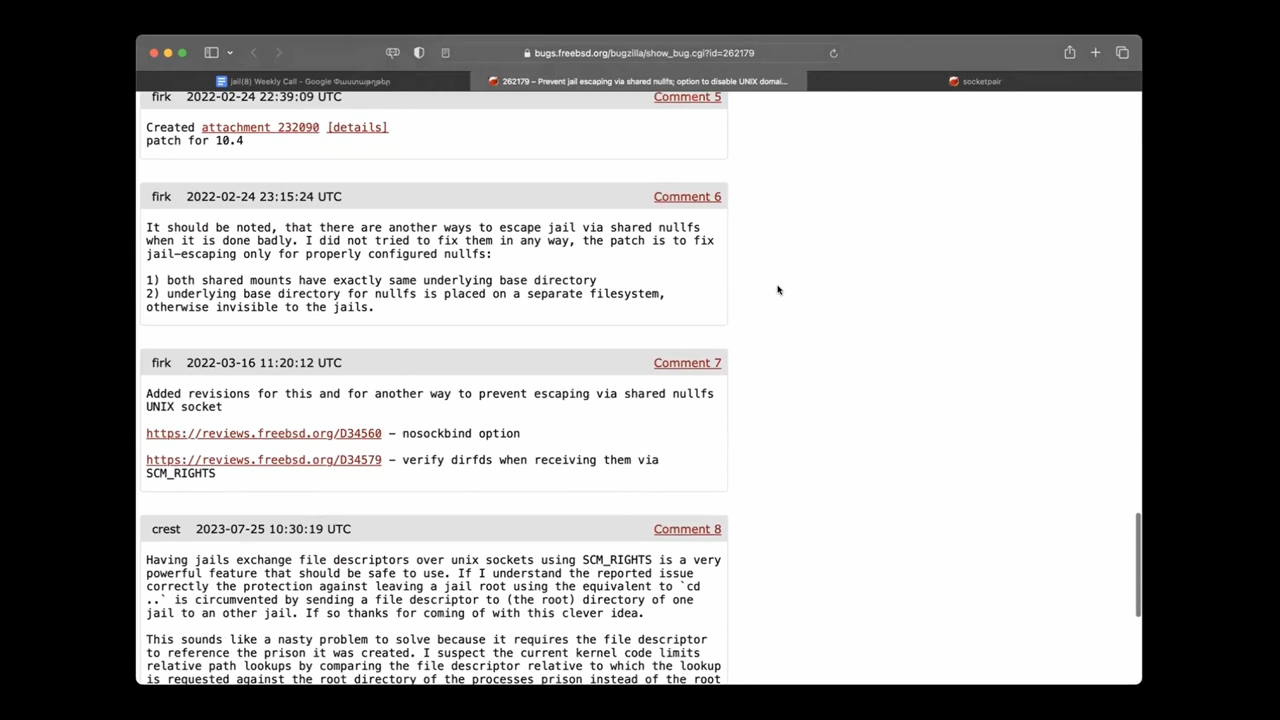 bugs.freebsd.org/bugzilla/show_bug.cgi?id=262179
jail(8) Weekly Call - Google Փաստաթղթեր
262179 – Prevent jail escaping via shared nullfs; option to disable UNIX domai...
socketpair
firk 2022-02-24 22:39:09 UTC Comment 5
Created attachment 232090 [details]
patch for 10.4
firk 2022-02-24 23:15:24 UTC Comment 6
It should be noted, that there are another ways to escape jail via shared nullfs
when it is done badly. I did not tried to fix them in any way, the patch is to fix
jail-escaping only for properly configured nullfs:
1) both shared mounts have exactly same underlying base directory
2) underlying base directory for nullfs is placed on a separate filesystem,
otherwise invisible to the jails.
firk 2022-03-16 11:20:12 UTC Comment 7
Added revisions for this and for another way to prevent escaping via shared nullfs
UNIX socket
https://reviews.freebsd.org/D34560 - nosockbind option
https://reviews.freebsd.org/D34579 - verify dirfds when receiving them via
SCM_RIGHTS
crest 2023-07-25 10:30:19 UTC Comment 8
Having jails exchange file descriptors over unix sockets using SCM_RIGHTS is a very
powerful feature that should be safe to use. If I understand the reported issue
correctly the protection against leaving a jail root using the equivalent to `cd
..` is circumvented by sending a file descriptor to (the root) directory of one
jail to an other jail. If so thanks for coming of with this clever idea.
This sounds like a nasty problem to solve because it requires the file descriptor
to reference the prison it was created. I suspect the current kernel code limits
relative path lookups by comparing the file descriptor relative to which the lookup
is requested against the root directory of the processes prison instead of the root